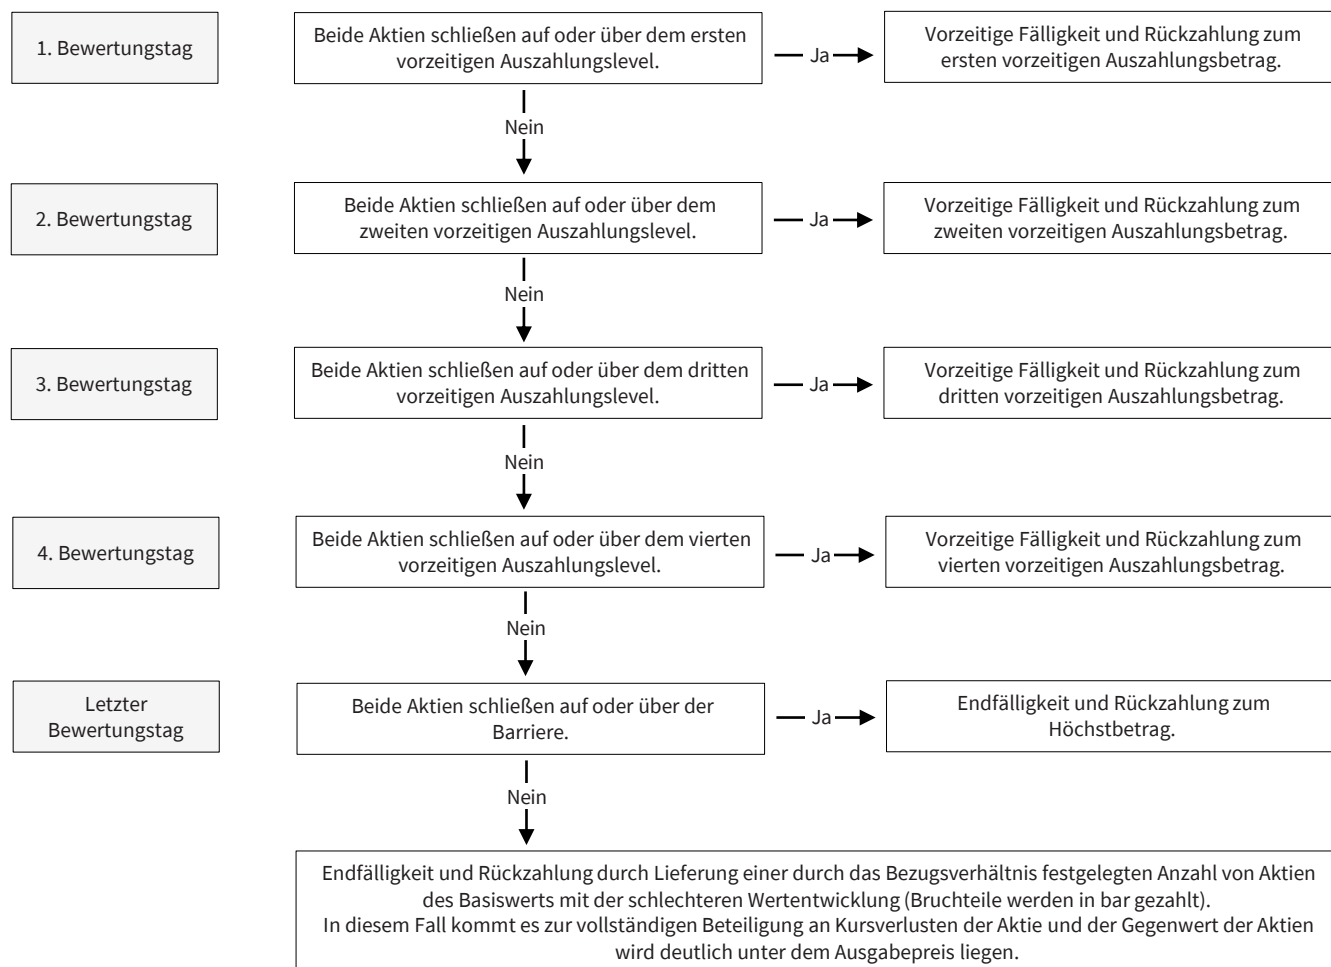 1. Bewertungstag
Beide Aktien schließen auf oder über dem ersten
vorzeitigen Auszahlungslevel.
Ja
Vorzeitige Fälligkeit und Rückzahlung zum
ersten vorzeitigen Auszahlungsbetrag.
Nein
2. Bewertungstag
Beide Aktien schließen auf oder über dem
zweiten vorzeitigen Auszahlungslevel.
Ja
Vorzeitige Fälligkeit und Rückzahlung zum
zweiten vorzeitigen Auszahlungsbetrag.
Nein
3. Bewertungstag
Beide Aktien schließen auf oder über dem dritten
vorzeitigen Auszahlungslevel.
Ja
Vorzeitige Fälligkeit und Rückzahlung zum
dritten vorzeitigen Auszahlungsbetrag.
Nein
4. Bewertungstag
Beide Aktien schließen auf oder über dem vierten
vorzeitigen Auszahlungslevel.
Ja
Vorzeitige Fälligkeit und Rückzahlung zum
vierten vorzeitigen Auszahlungsbetrag.
Nein
Letzter
Bewertungstag
Beide Aktien schließen auf oder über der
Barriere.
Ja
Endfälligkeit und Rückzahlung zum
Höchstbetrag.
Nein
Endfälligkeit und Rückzahlung durch Lieferung einer durch das Bezugsverhältnis festgelegten Anzahl von Aktien
des Basiswerts mit der schlechteren Wertentwicklung (Bruchteile werden in bar gezahlt).
In diesem Fall kommt es zur vollständigen Beteiligung an Kursverlusten der Aktie und der Gegenwert der Aktien
wird deutlich unter dem Ausgabepreis liegen.